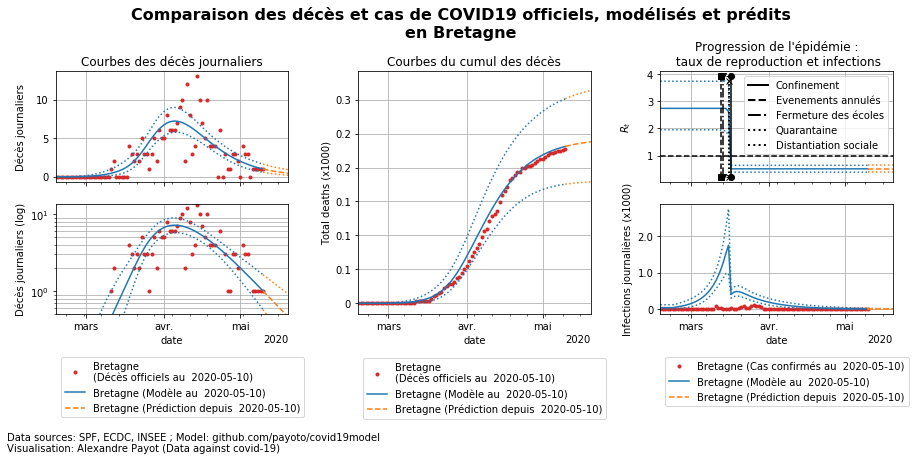 Comparaison des décès et cas de COVID19 officiels, modélisés et prédits
en Bretagne
Courbes des décès journaliers
Décès journaliers
10
5
0
Décès journaliers (log)
10¹
10⁰
mars
avr.
mai
date
2020
Bretagne
(Décès officiels au  2020-05-10)
Bretagne (Modèle au  2020-05-10)
Bretagne (Prédiction depuis  2020-05-10)
Courbes du cumul des décès
Total deaths (x1000)
0.3
0.2
0.2
0.1
0.1
0.1
0
mars
avr.
mai
date
2020
Bretagne
(Décès officiels au  2020-05-10)
Bretagne (Modèle au  2020-05-10)
Bretagne (Prédiction depuis  2020-05-10)
Progression de l'épidémie :
taux de reproduction et infections
Rₜ
4
3
2
1
Confinement
Evenements annulés
Fermeture des écoles
Quarantaine
Distantiation sociale
Infections journalières (x1000)
2.0
1.0
0
mars
avr.
mai
date
2020
Bretagne (Cas confirmés au  2020-05-10)
Bretagne (Modèle au  2020-05-10)
Bretagne (Prédiction depuis  2020-05-10)
Data sources: SPF, ECDC, INSEE ; Model: github.com/payoto/covid19model
Visualisation: Alexandre Payot (Data against covid-19)